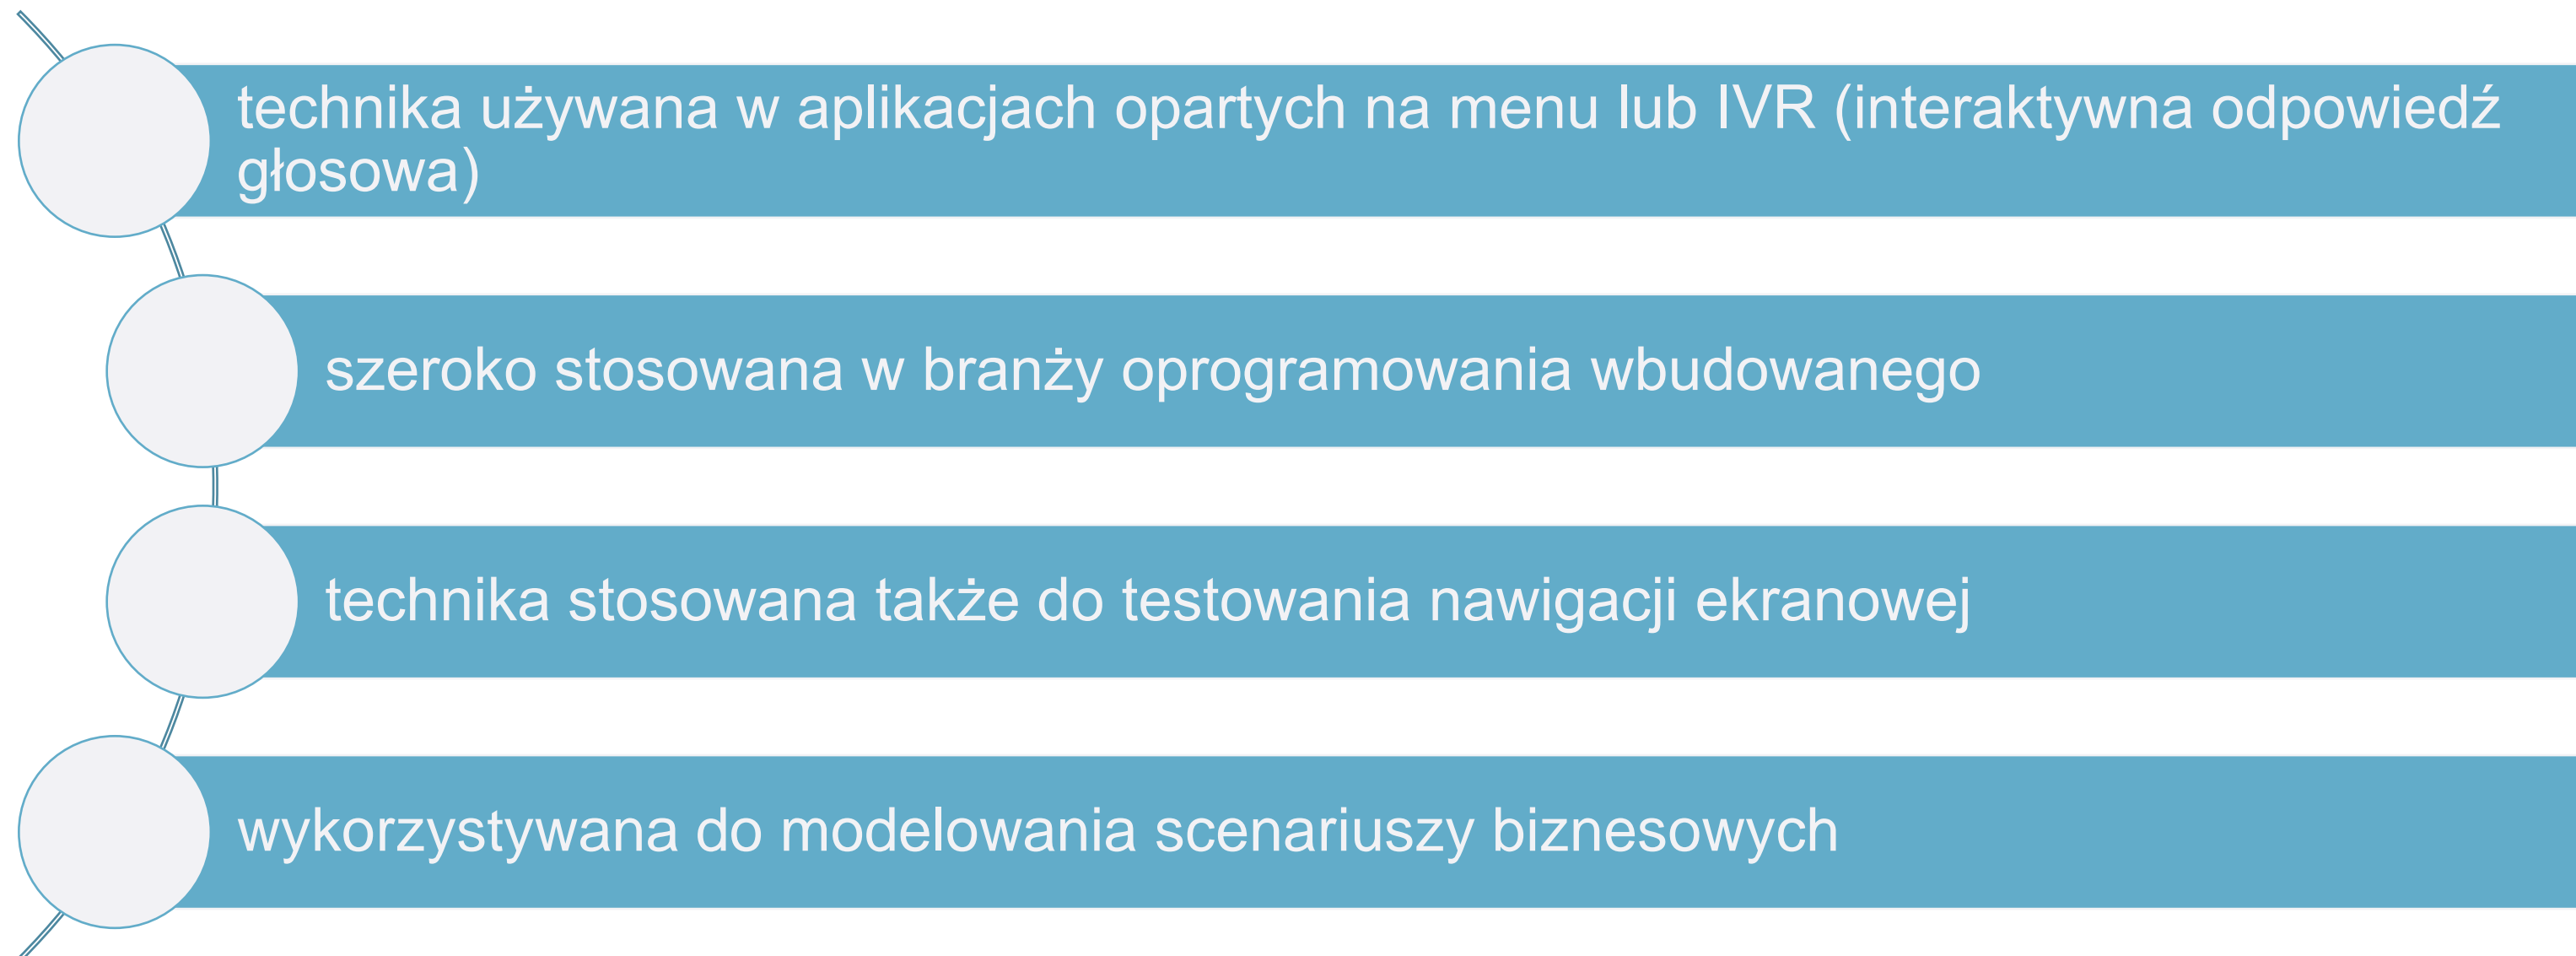 technika używana w aplikacjach opartych na menu lub IVR (interaktywna odpowiedź
głosowa)
szeroko stosowana w branży oprogramowania wbudowanego
technika stosowana także do testowania nawigacji ekranowej
wykorzystywana do modelowania scenariuszy biznesowych